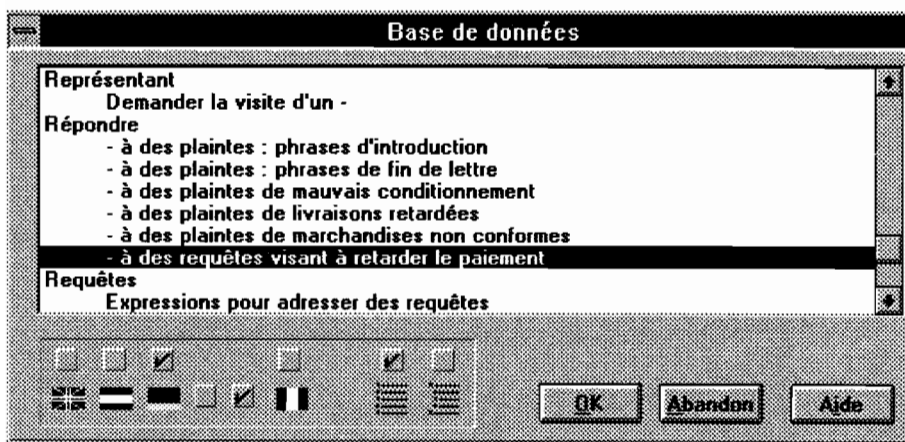 Base de données
Représentant
Demander la visite d'un -
Répondre
- à des plaintes : phrases d'introduction
- à des plaintes : phrases de fin de lettre
- à des plaintes de mauvais conditionnement
- à des plaintes de livraisons retardées
- à des plaintes de marchandises non conformes
- à des requêtes visant à retarder le paiement
Requêtes
Expressions pour adresser des requêtes
OK Abandon Aide